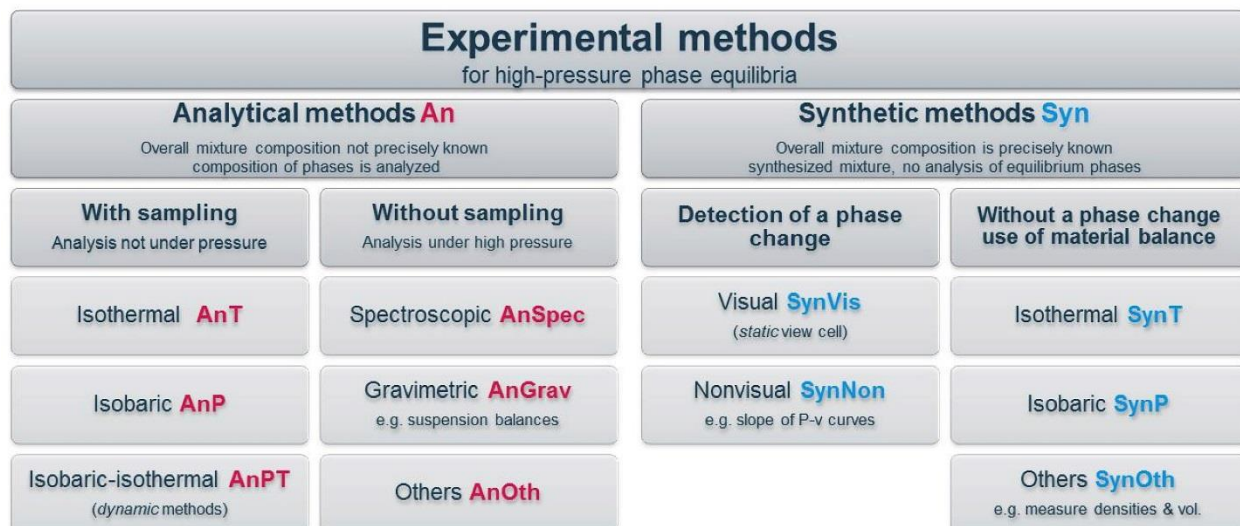 Experimental methods
for high-pressure phase equilibria
Analytical methods An
Overall mixture composition not precisely known
composition of phases is analyzed
With sampling
Analysis not under pressure
Isothermal AnT
Isobaric AnP
Isobaric-isothermal AnPT
(dynamic methods)
Without sampling
Analysis under high pressure
Spectroscopic AnSpec
Gravimetric AnGrav
e.g. suspension balances
Others AnOth
Synthetic methods Syn
Overall mixture composition is precisely known
synthesized mixture, no analysis of equilibrium phases
Detection of a phase
change
Visual SynVis
(static view cell)
Nonvisual SynNon
e.g. slope of P-v curves
Without a phase change
use of material balance
Isothermal SynT
Isobaric SynP
Others SynOth
e.g. measure densities & vol.